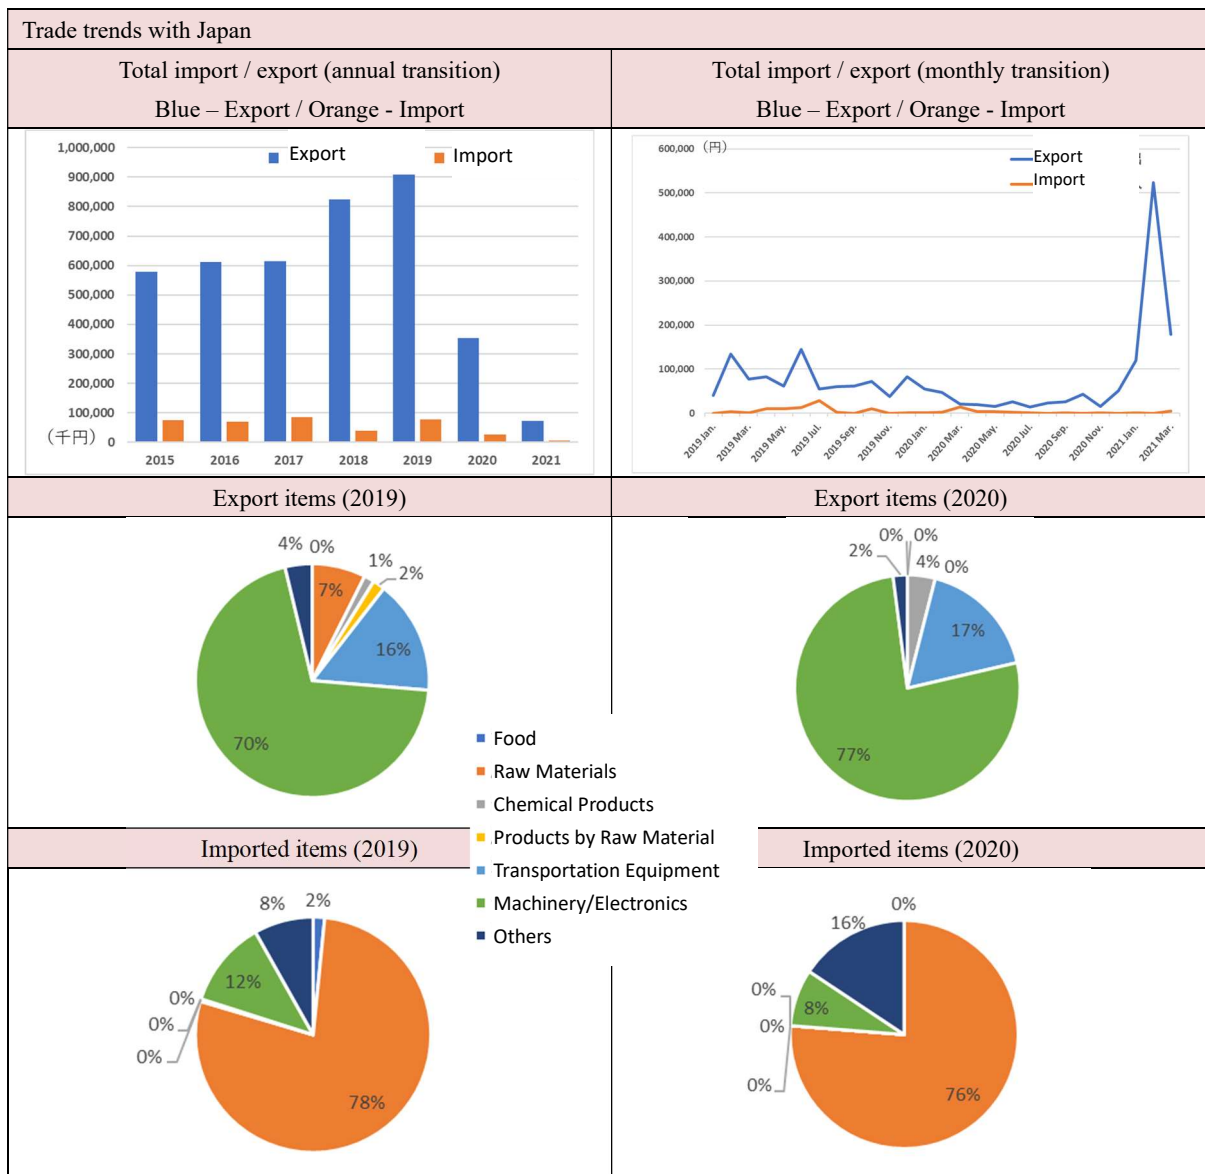 Trade trends with Japan
Total import / export (annual transition)
Blue – Export / Orange - Import
Total import / export (monthly transition)
Blue – Export / Orange - Import
Export
Import
1,000,000
900,000
800,000
700,000
600,000
500,000
400,000
300,000
200,000
100,000
(千円)
0
2015
2016
2017
2018
2019
2020
2021
(円)
Export
Import
600,000
500,000
400,000
300,000
200,000
100,000
0
2019 Jan.
2019 Mar.
2019 May.
2019 Jul.
2019 Sep.
2019 Nov.
2020 Jan.
2020 Mar.
2020 May.
2020 Jul.
2020 Sep.
2020 Nov.
2021 Jan.
2021 Mar.
Export items (2019)
Export items (2020)
4%
0%
7%
1%
2%
16%
70%
0%
0%
2%
4%
0%
17%
77%
Food
Raw Materials
Chemical Products
Products by Raw Material
Transportation Equipment
Machinery/Electronics
Others
Imported items (2019)
Imported items (2020)
8%
2%
12%
0%
0%
0%
78%
0%
16%
0%
8%
0%
0%
76%